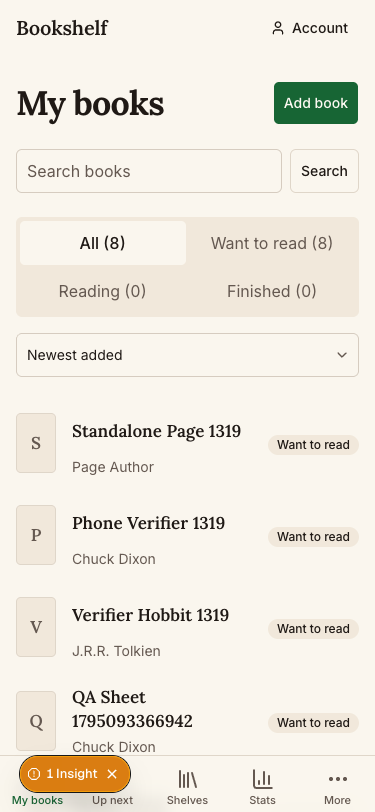 Bookshelf
Account
My books
Add book
Search books
Search
All (8)
Want to read (8)
Reading (0)
Finished (0)
Newest added
S
Standalone Page 1319
Page Author
Want to read
P
Phone Verifier 1319
Chuck Dixon
Want to read
V
Verifier Hobbit 1319
J.R.R. Tolkien
Want to read
Q
QA Sheet
1795093366942
Chuck Dixon
Want to read
1 Insight
My books
Up next
Shelves
Stats
More